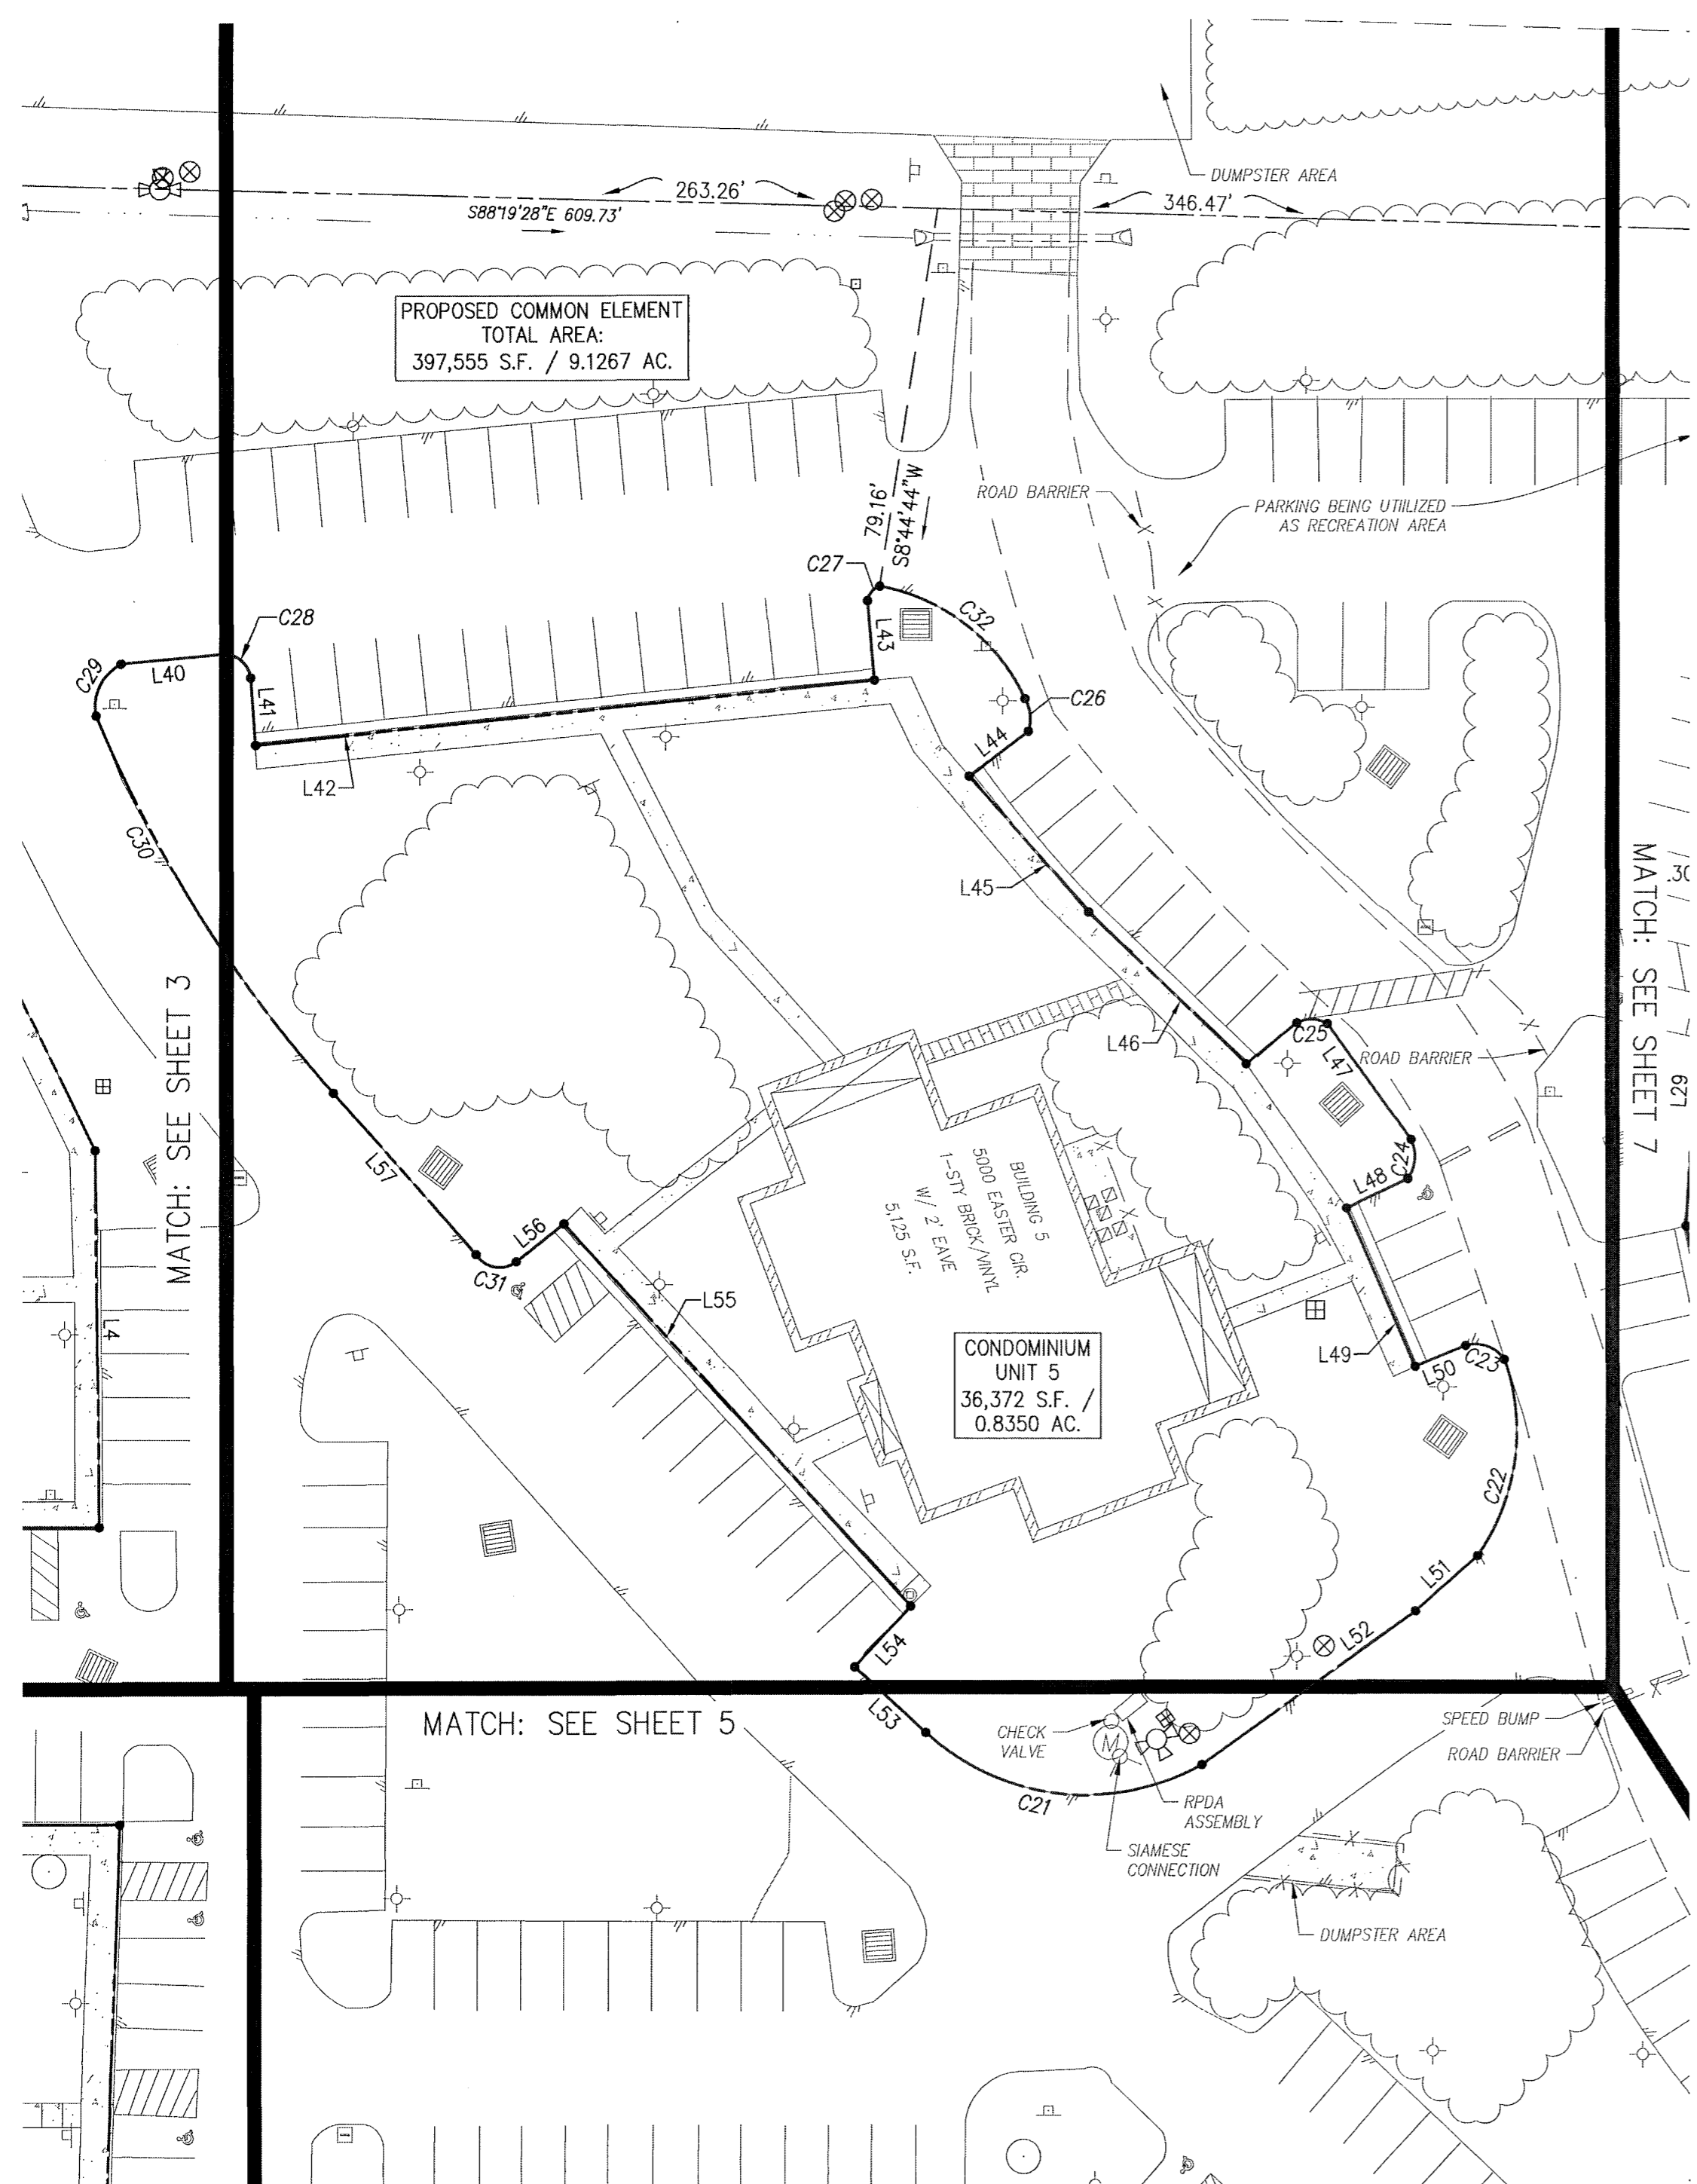 DUMPSTER AREA
263.26'
346.47'
S88°19'28"E 609.73'
PROPOSED COMMON ELEMENT
TOTAL AREA:
397,555 S.F. / 9.1267 AC.
79.16'
S8°44'44"W
ROAD BARRIER
PARKING BEING UTIILIZED
AS RECREATION AREA
C27
C32
C28
L43
C29
L40
L41
C26
L44
L42
C30
L45
MATCH: SEE SHEET 7
L29
MATCH: SEE SHEET 3
L46
C25
L47
ROAD BARRIER
L57
C24
L48
BUILDING 5
5000 EASTER CIR.
1-STY BRICK/VINYL
W/ 2' EAVE
5,125 S.F.
L56
C31
L55
L4
L49
L50
C23
CONDOMINIUM
UNIT 5
36,372 S.F. /
0.8350 AC.
C22
L51
L52
L54
L53
MATCH: SEE SHEET 5
CHECK
VALVE
M
SPEED BUMP
ROAD BARRIER
C21
RPDA
ASSEMBLY
SIAMESE
CONNECTION
DUMPSTER AREA